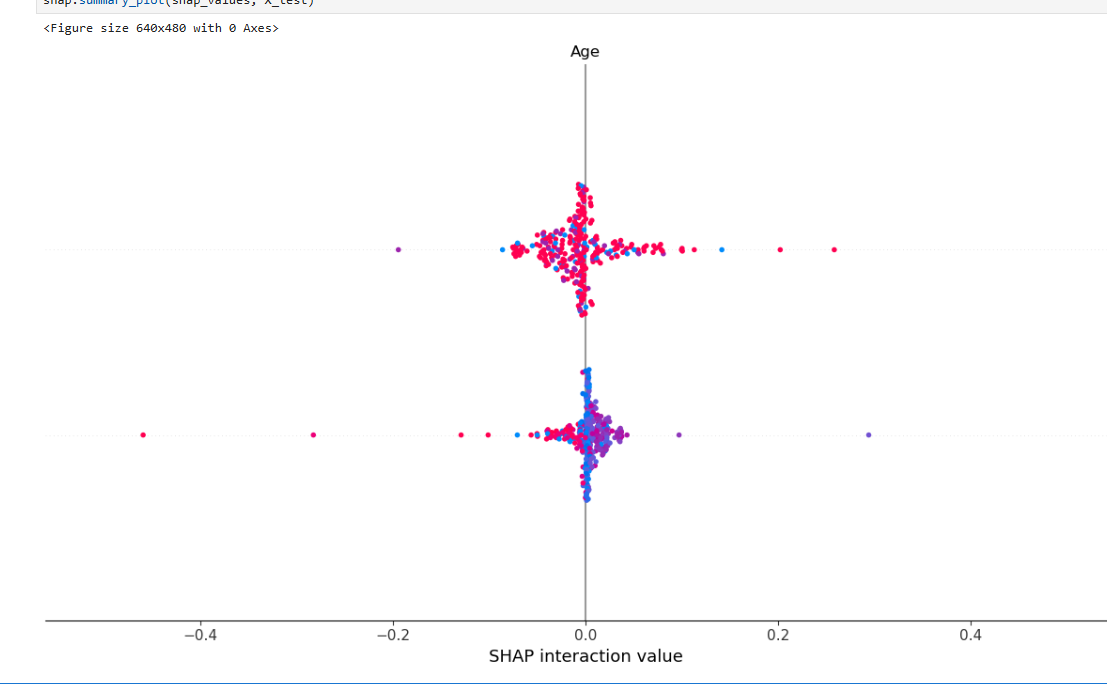 shap.summary_plot(shap_values, X_test)
<Figure size 640x480 with 0 Axes>
Age
−0.4 −0.2 0.0 0.2 0.4
SHAP interaction value